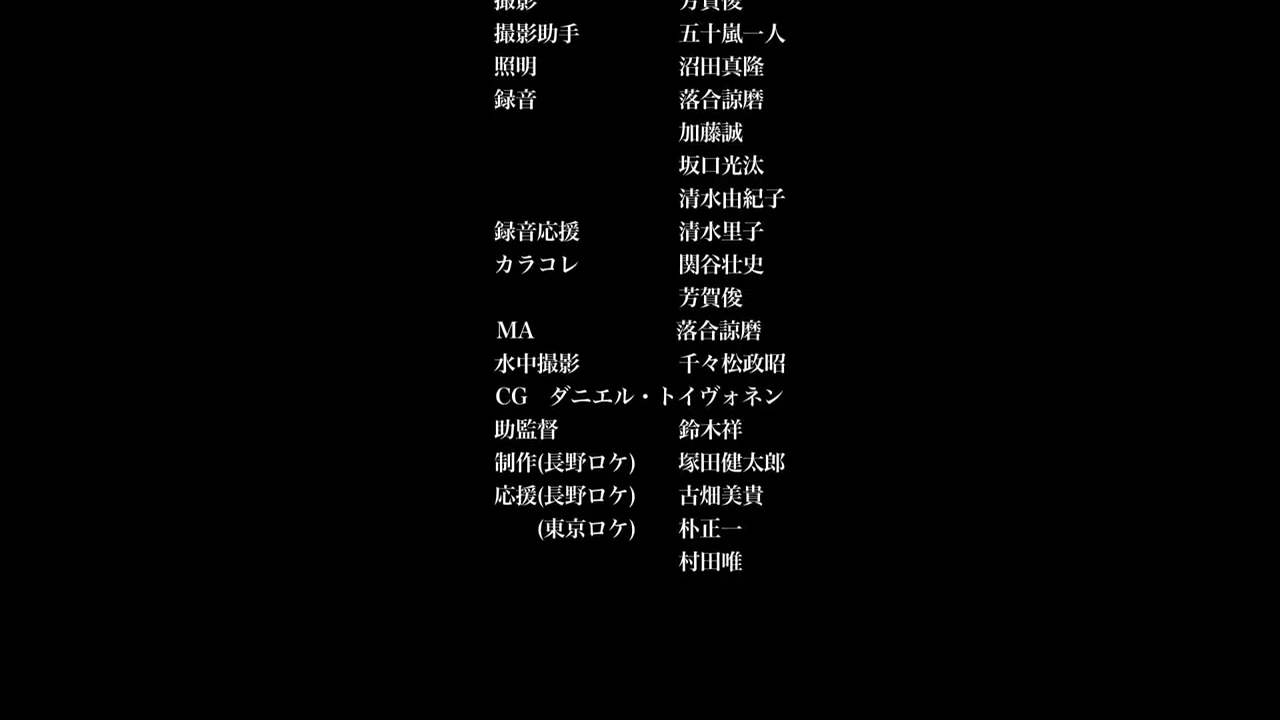 撮影 芳賀俊
撮影助手 五十嵐一人
照明 沼田真隆
録音 落合諒磨
加藤誠
坂口光汰
清水由紀子
録音応援 清水里子
カラコレ 関谷壮史
芳賀俊
MA 落合諒磨
水中撮影 千々松政昭
CG ダニエル・トイヴォネン
助監督 鈴木祥
制作(長野ロケ) 塚田健太郎
応援(長野ロケ) 古畑美貴
(東京ロケ) 朴正一
村田唯